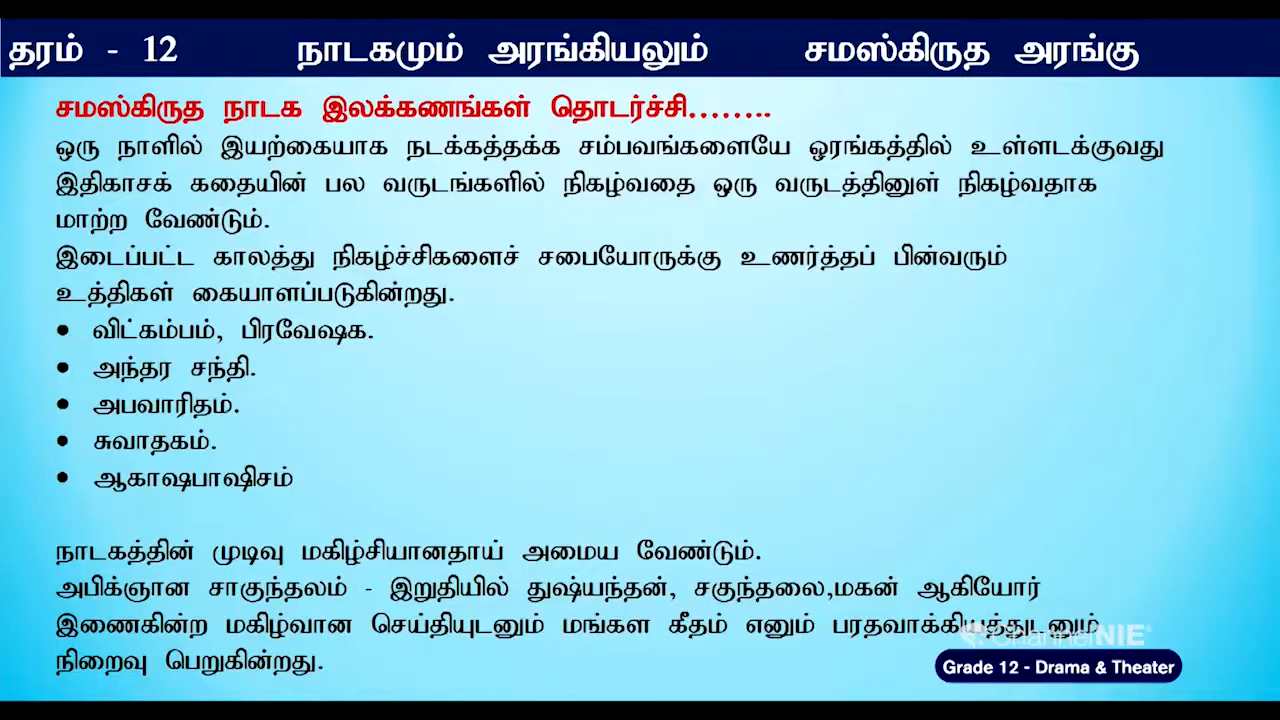 தரம் - 12 நாடகமும் அரங்கியலும் சமஸ்கிருத அரங்கு
சமஸ்கிருத நாடக இலக்கணங்கள் தொடர்ச்சி........
ஒரு நாளில் இயற்கையாக நடக்கத்தக்க சம்பவங்களையே ஓரங்கத்தில் உள்ளடக்குவது
இதிகாசக் கதையின் பல வருடங்களில் நிகழ்வதை ஒரு வருடத்தினுள் நிகழ்வதாக
மாற்ற வேண்டும்.
இடைப்பட்ட காலத்து நிகழ்ச்சிகளைச் சபையோருக்கு உணர்த்தப் பின்வரும்
உத்திகள் கையாளப்படுகின்றது.
• விட்கம்பம், பிரவேஷக.
• அந்தர சந்தி.
• அபவாரிதம்.
• சுவாதகம்.
• ஆகாஷபாஷிசம்
நாடகத்தின் முடிவு மகிழ்சியானதாய் அமைய வேண்டும்.
அபிக்ஞான சாகுந்தலம் - இறுதியில் துஷ்யந்தன், சகுந்தலை,மகன் ஆகியோர்
இணைகின்ற மகிழ்வான செய்தியுடனும் மங்கள கீதம் எனும் பரதவாக்கியத்துடனும்
நிறைவு பெறுகின்றது.
Channel NIE
Grade 12 - Drama & Theater